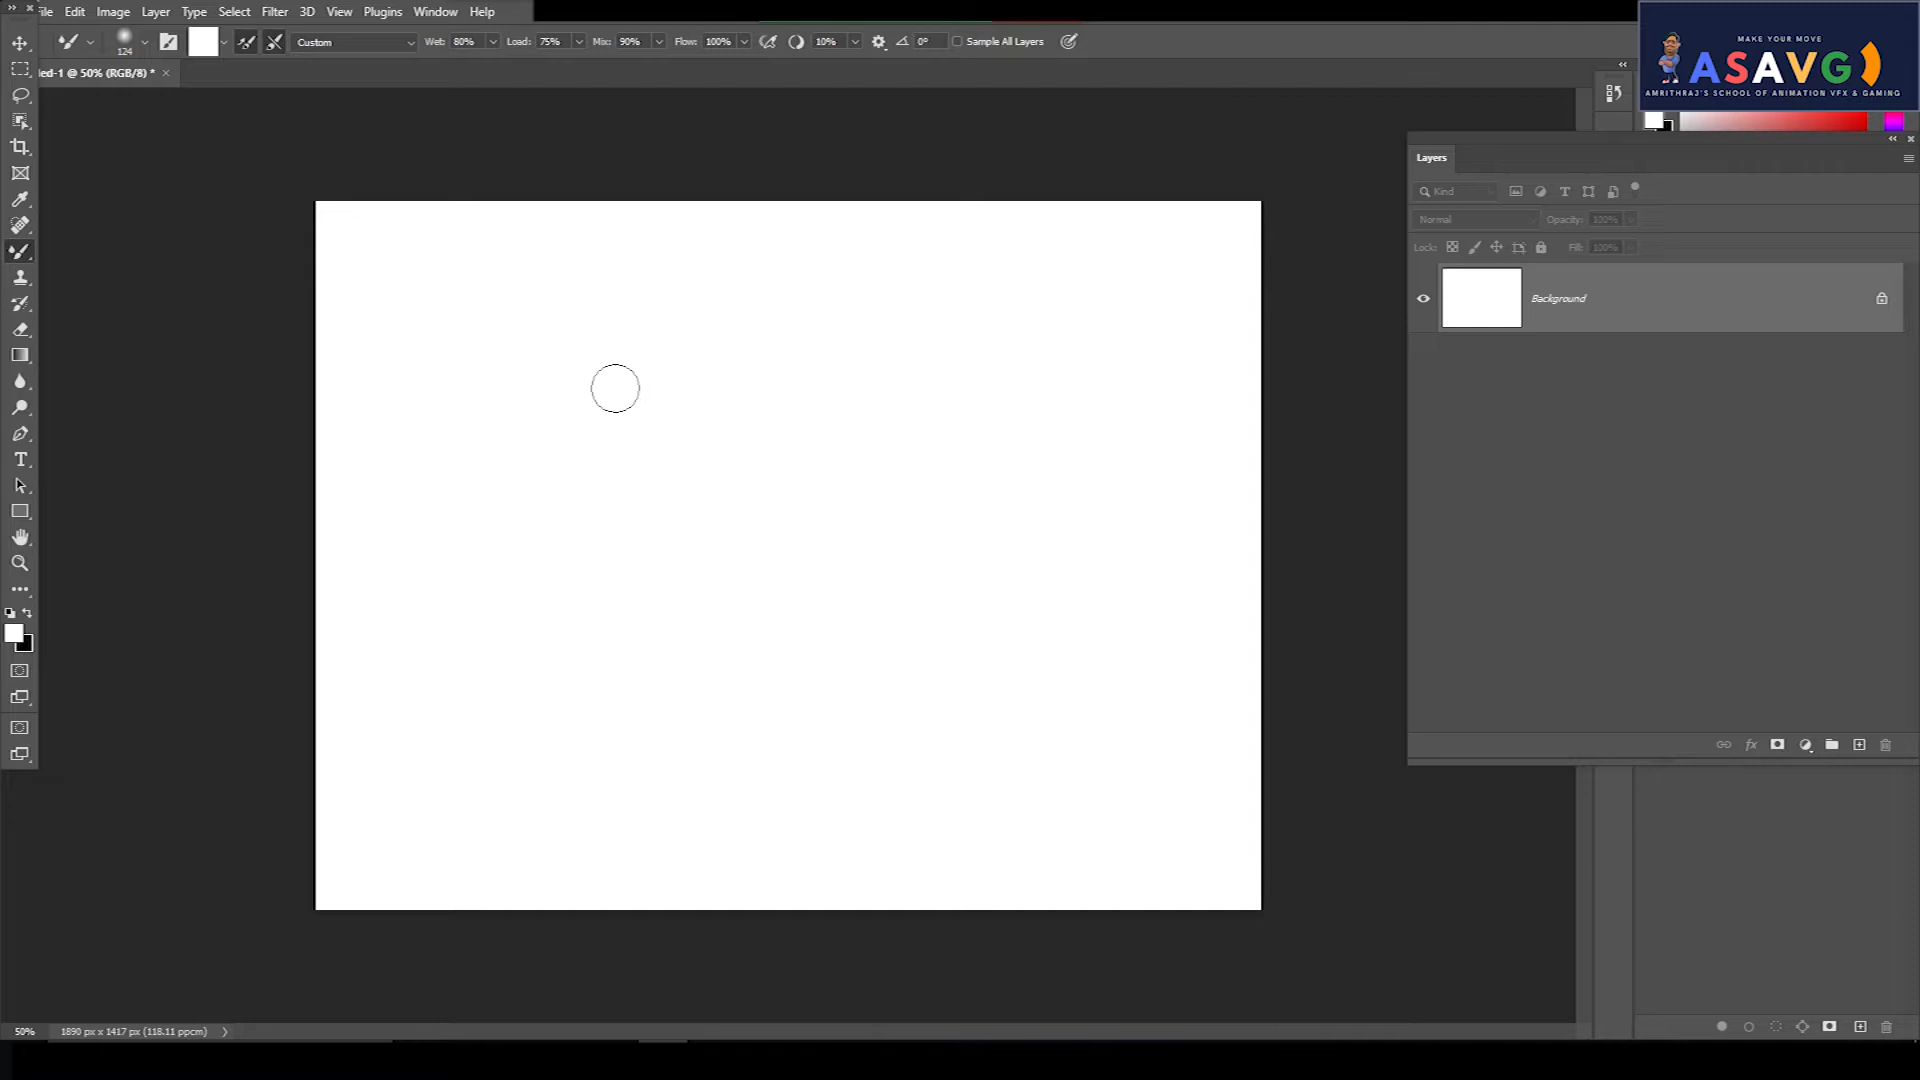 ile Edit Image Layer Type Select Filter 3D View Plugins Window Help
124 Custom Wet: 80% Load: 75% Mix: 90% Flow: 100% 10% 0° Sample All Layers
led-1 @ 50% (RGB/8) *
MAKE YOUR MOVE
ASAVG
AMRITHRAJ'S SCHOOL OF ANIMATION VFX & GAMING
Layers
Kind
Normal Opacity: 100%
Lock: Fill: 100%
Background
fx
50% 1890 px x 1417 px (118.11 ppcm)